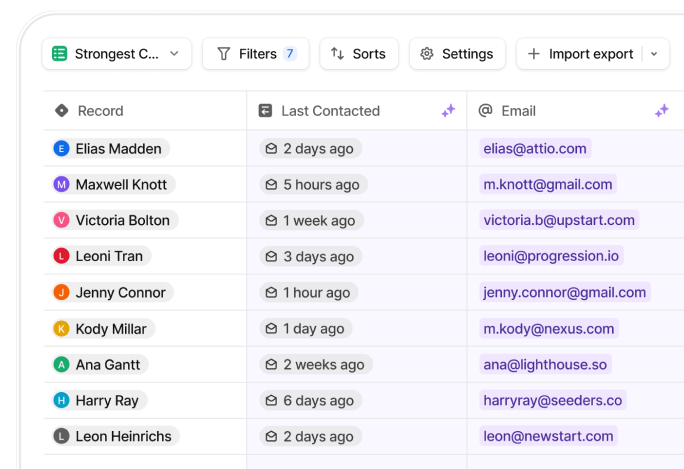 Strongest C... Filters 7 Sorts Settings Import export
Record Last Contacted @ Email
E Elias Madden 2 days ago elias@attio.com
M Maxwell Knott 5 hours ago m.knott@gmail.com
V Victoria Bolton 1 week ago victoria.b@upstart.com
L Leoni Tran 3 days ago leoni@progression.io
J Jenny Connor 1 hour ago jenny.connor@gmail.com
K Kody Millar 1 day ago m.kody@nexus.com
A Ana Gantt 2 weeks ago ana@lighthouse.so
H Harry Ray 6 days ago harryray@seeders.co
L Leon Heinrichs 2 days ago leon@newstart.com